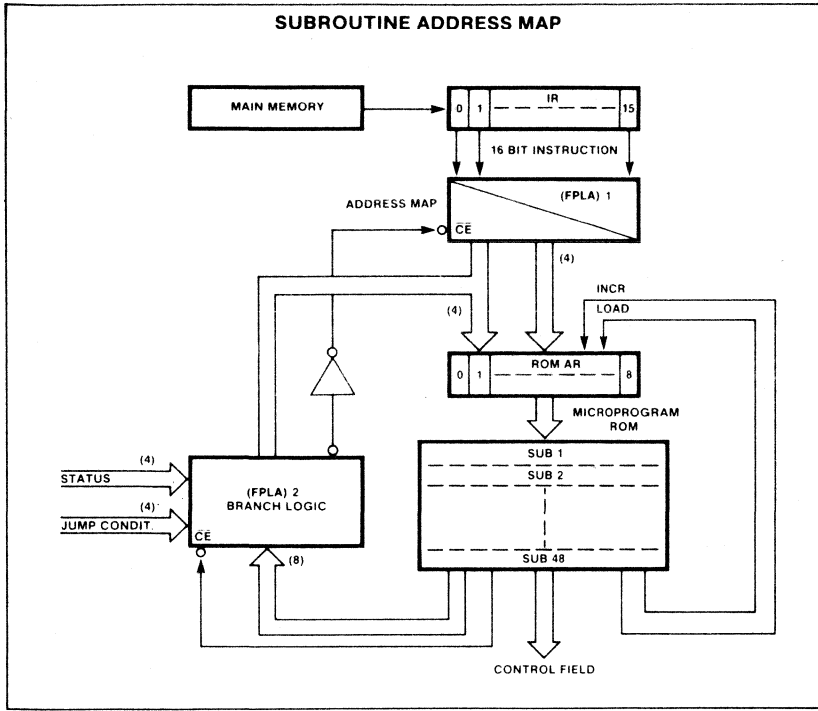 SUBROUTINE ADDRESS MAP
MAIN MEMORY
0 1 IR 15
16 BIT INSTRUCTION
(FPLA) 1
ADDRESS MAP
CE
(4)
(4)
INCR
LOAD
0 1 ROM AR 8
MICROPROGRAM
ROM
SUB 1
SUB 2
SUB 48
(4)
STATUS
(FPLA) 2
BRANCH LOGIC
(4)
JUMP CONDIT.
CE
(8)
CONTROL FIELD